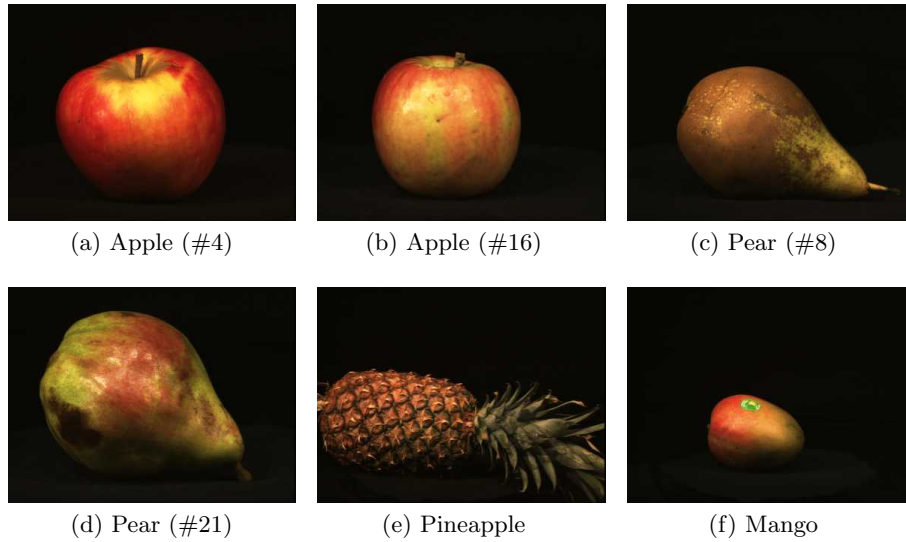 (a) Apple (#4)
(b) Apple (#16)
(c) Pear (#8)
(d) Pear (#21)
(e) Pineapple
(f) Mango